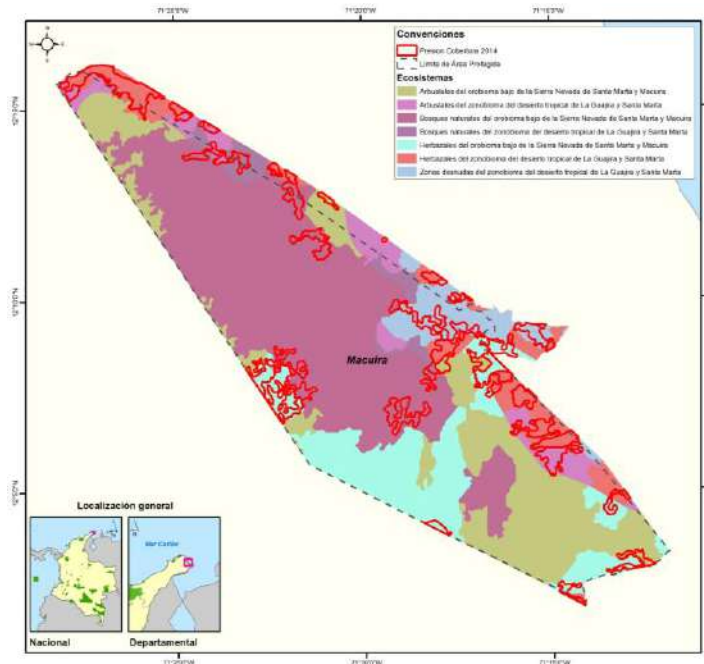 71°20'W
71°15'W
Convenciones
Presion Cobertura 2014
Limite de Área Protegida
Ecosistemas
Arbustales del orobioma bajo de la Sierra Nevada de Santa Marta y Macuira
Arbustales del zonobioma del desierto tropical de La Guajira y Santa Marta
Bosques naturales del orobioma bajo de la Sierra Nevada de Santa Marta y Macuira
Bosques naturales del zonobioma del desierto tropical de La Guajira y Santa Marta
Herbazales del orobioma bajo de la Sierra Nevada de Santa Marta y Macuira
Herbazales del zonobioma del desierto tropical de La Guajira y Santa Marta
Zonas desnudas del zonobioma del desierto tropical de La Guajira y Santa Marta
Macuira
Localización general
Mar Caribe
Nacional
Departamental